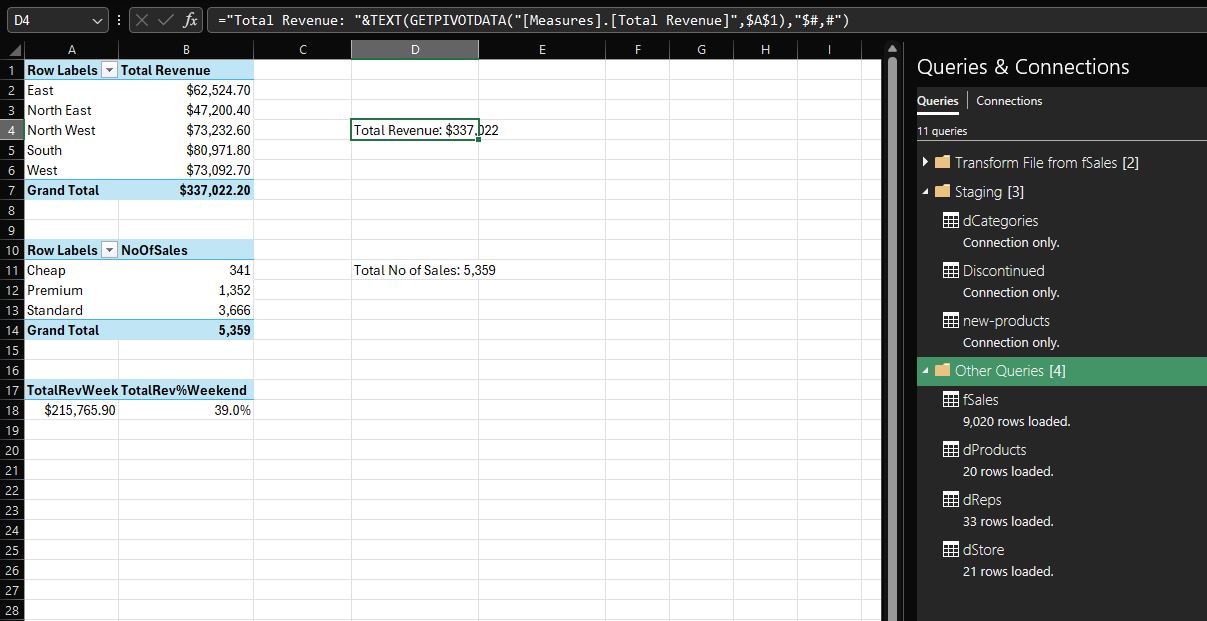 D4 fx ="Total Revenue: "&TEXT(GETPIVOTDATA("[Measures].[Total Revenue]",$A$1),"$#,#")
A B C D E F G H I
1 Row Labels Total Revenue
2 East $62,524.70
3 North East $47,200.40
4 North West $73,232.60 Total Revenue: $337,022
5 South $80,971.80
6 West $73,092.70
7 Grand Total $337,022.20
8
9
10 Row Labels NoOfSales
11 Cheap 341 Total No of Sales: 5,359
12 Premium 1,352
13 Standard 3,666
14 Grand Total 5,359
15
16
17 TotalRevWeek TotalRev%Weekend
18 $215,765.90 39.0%
19
20
21
22
23
24
25
26
27
28
Queries & Connections
Queries Connections
11 queries
Transform File from fSales [2]
Staging [3]
dCategories
Connection only.
Discontinued
Connection only.
new-products
Connection only.
Other Queries [4]
fSales
9,020 rows loaded.
dProducts
20 rows loaded.
dReps
33 rows loaded.
dStore
21 rows loaded.